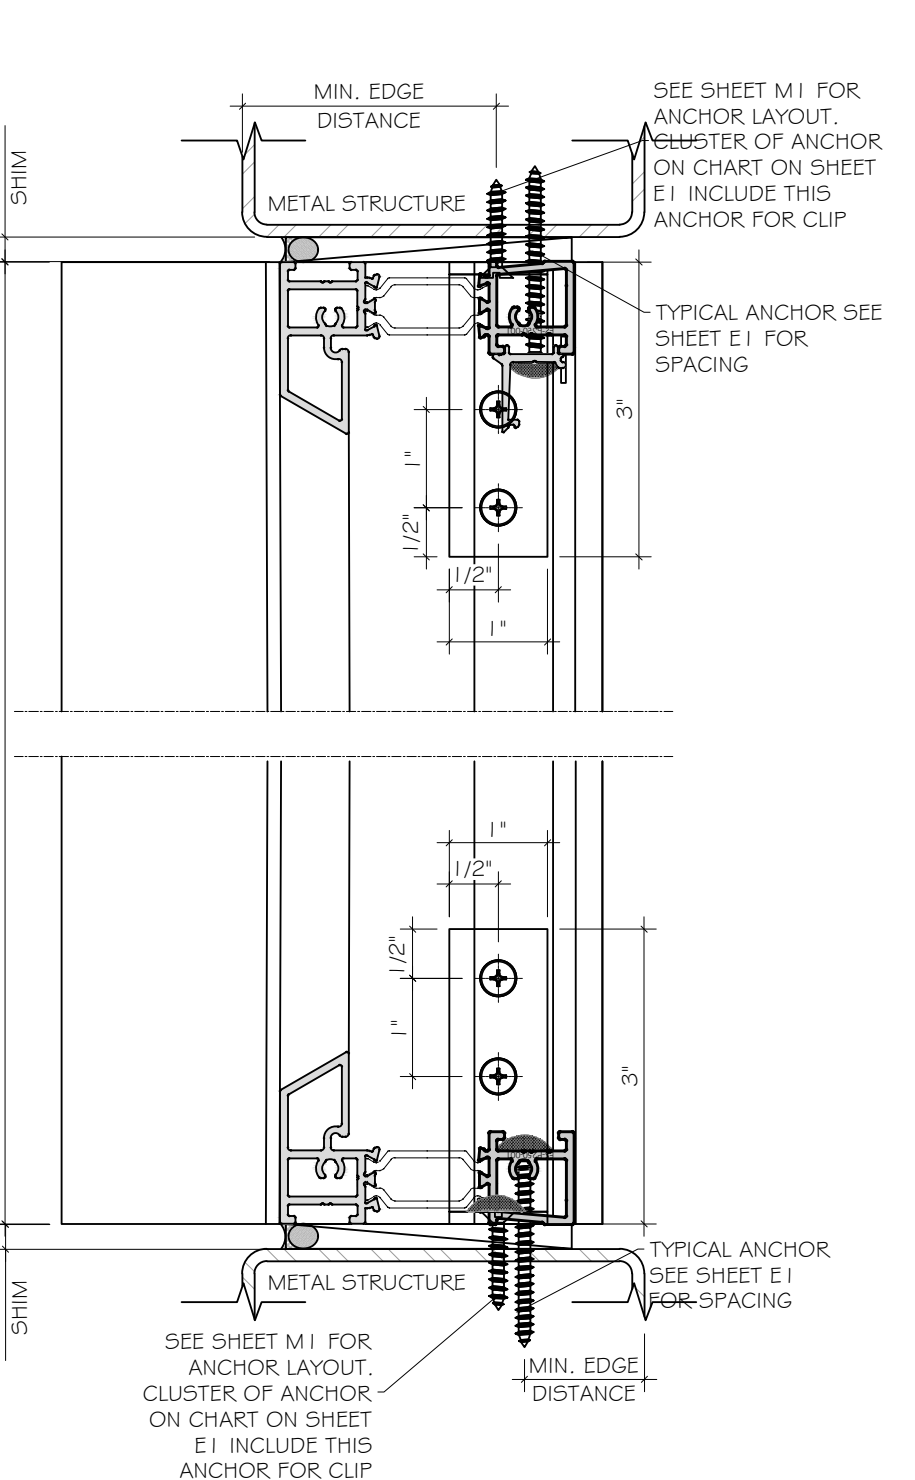 MIN. EDGE
DISTANCE
SEE SHEET M1 FOR
ANCHOR LAYOUT.
CLUSTER OF ANCHOR
ON CHART ON SHEET
E1 INCLUDE THIS
ANCHOR FOR CLIP
SHIM
METAL STRUCTURE
TYPICAL ANCHOR SEE
SHEET E1 FOR
SPACING
3"
1"
1/2"
1/2"
1"
1"
1/2"
1/2"
1"
3"
TYPICAL ANCHOR
SEE SHEET E1
FOR SPACING
METAL STRUCTURE
SHIM
SEE SHEET M1 FOR
ANCHOR LAYOUT.
CLUSTER OF ANCHOR
ON CHART ON SHEET
E1 INCLUDE THIS
ANCHOR FOR CLIP
MIN. EDGE
DISTANCE